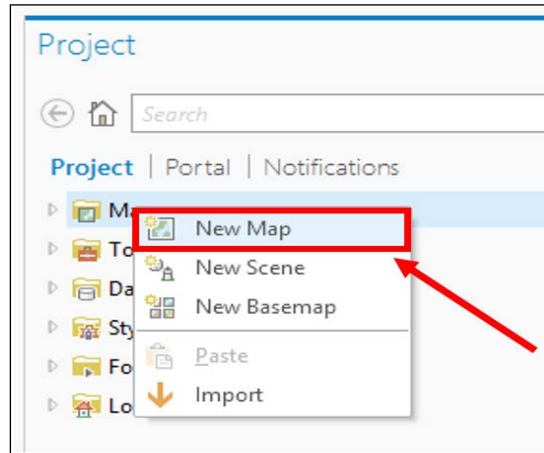 Project
Search
Project | Portal | Notifications
Ma
New Map
To
New Scene
Da
New Basemap
Sty
Paste
Fo
Import
Lo